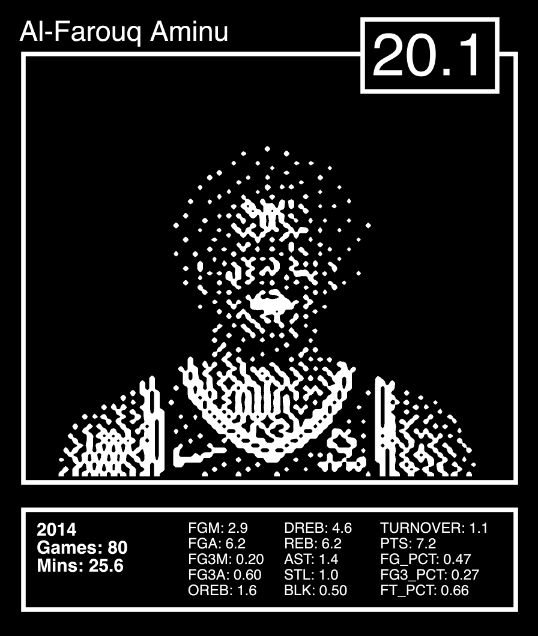 Al-Farouq Aminu
20.1
2014
Games: 80
Mins: 25.6
FGM: 2.9
FGA: 6.2
FG3M: 0.20
FG3A: 0.60
OREB: 1.6
DREB: 4.6
REB: 6.2
AST: 1.4
STL: 1.0
BLK: 0.50
TURNOVER: 1.1
PTS: 7.2
FG_PCT: 0.47
FG3_PCT: 0.27
FT_PCT: 0.66